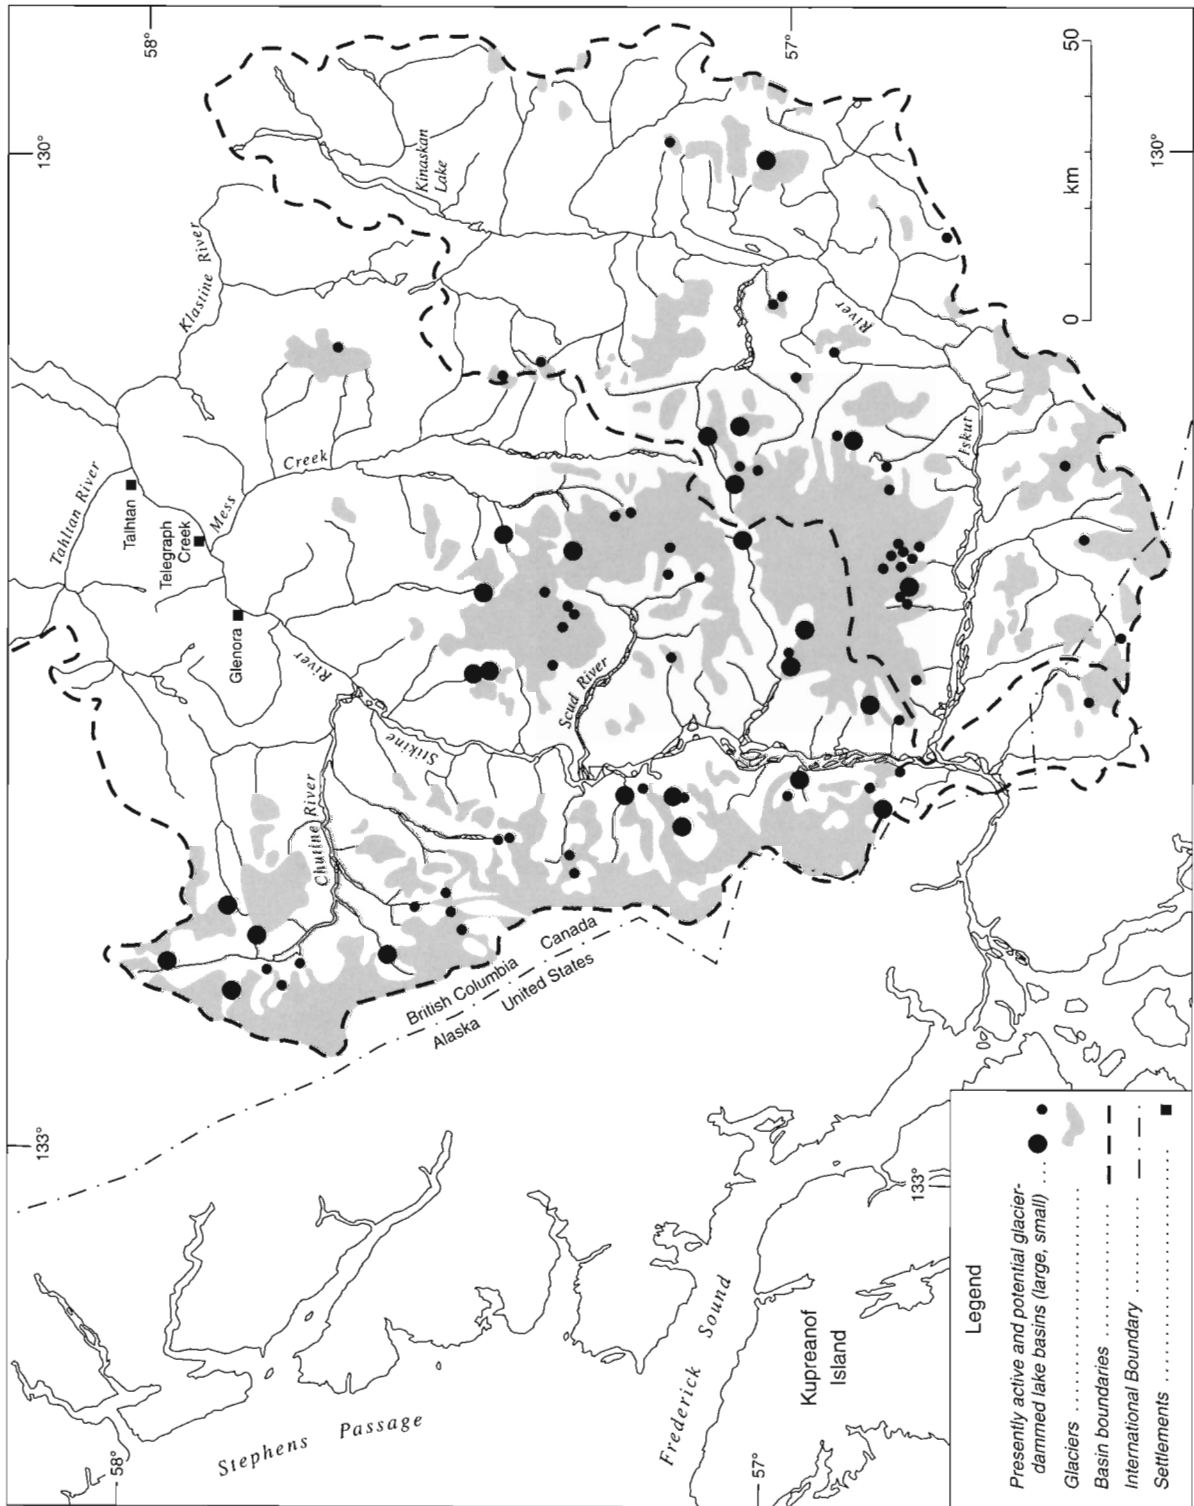 58°
57°
130°
50
km
0
130°
Kinaskan
Lake
Klastine River
Tahltan River
Talhtan
Telegraph
Creek
Mess
Creek
Glenora
River
Stikine
Chutine River
Scud River
Iskut
River
British Columbia Canada
Alaska United States
133°
133°
58°
57°
Stephens Passage
Frederick Sound
Kupreanof
Island
Legend
Presently active and potential glacier-
dammed lake basins (large, small) ....
Glaciers ..............................
Basin boundaries ................
International Boundary ............
Settlements ........................